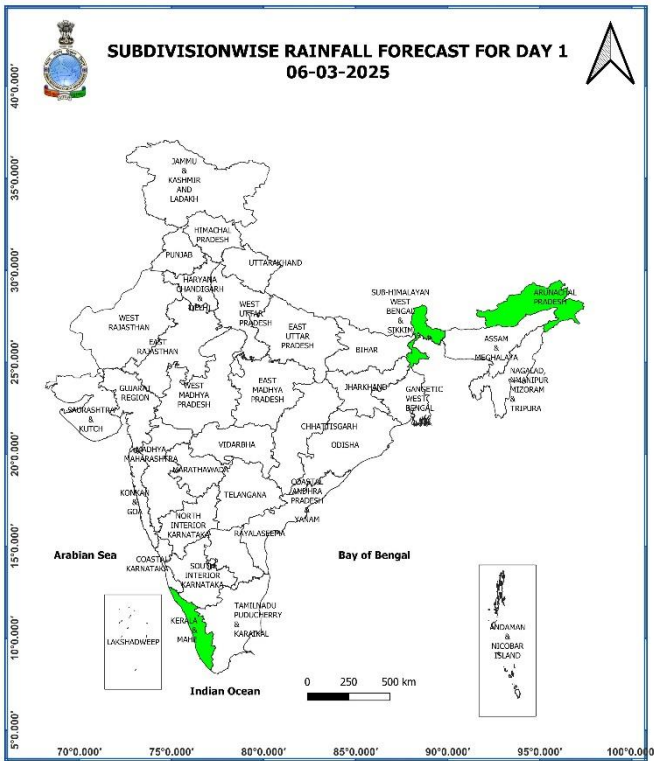 SUBDIVISIONWISE RAINFALL FORECAST FOR DAY 1
06-03-2025
40°0.000'
35°0.000'
30°0.000'
25°0.000'
20°0.000'
15°0.000'
10°0.000'
5°0.000'
JAMMU
&
KASHMIR
AND
LADAKH
HIMACHAL
PRADESH
PUNJAB
UTTARAKHAND
HARYANA
CHANDIGARH
&
DELHI
WEST
UTTAR
PRADESH
SUB-HIMALAYAN
WEST
BENGAL
&
SIKKIM
ARUNACHAL
PRADESH
WEST
RAJASTHAN
EAST
RAJASTHAN
EAST
UTTAR
PRADESH
BIHAR
ASSAM
&
MEGHALAYA
NAGALAD,
MANIPUR
MIZORAM
&
TRIPURA
GUJARAT
REGION
SAURASHTRA
&
KUTCH
WEST
MADHYA
PRADESH
EAST
MADHYA
PRADESH
JHARKHAND
GANGETIC
WEST
BENGAL
CHHATTISGARH
ODISHA
MADHYA
MAHARASHTRA
VIDARBHA
MARATHAWADA
KONKAN
&
GOA
TELANGANA
COASTAL
ANDHRA
PRADESH
&
YANAM
NORTH
INTERIOR
KARNATAKA
RAYALASEEMA
Arabian Sea
Bay of Bengal
COASTAL
KARNATAKA
SOUTH
INTERIOR
KARNATAKA
LAKSHADWEEP
KERALA
&
MAHE
TAMILNADU
PUDUCHERRY
&
KARAIKAL
ANDAMAN
&
NICOBAR
ISLAND
Indian Ocean
0 250 500 km
70°0.000' 75°0.000' 80°0.000' 85°0.000' 90°0.000' 95°0.000' 100°0.000'